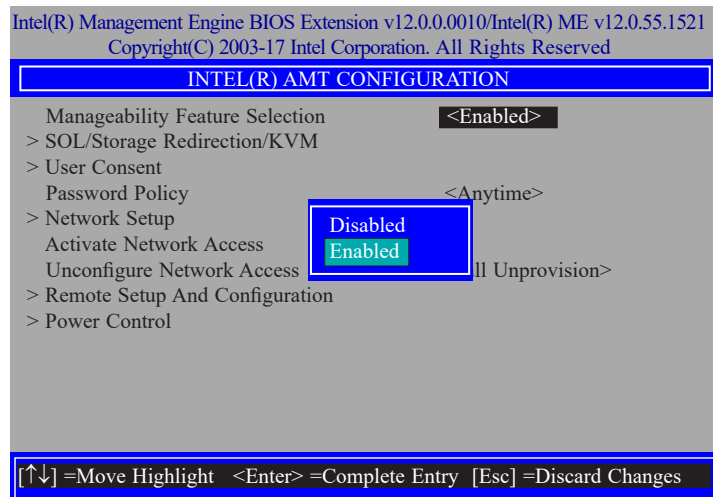 Intel(R) Management Engine BIOS Extension v12.0.0.0010/Intel(R) ME v12.0.55.1521
Copyright(C) 2003-17 Intel Corporation. All Rights Reserved
INTEL(R) AMT CONFIGURATION
Manageability Feature Selection <Enabled>
> SOL/Storage Redirection/KVM
> User Consent
Password Policy <Anytime>
> Network Setup
Activate Network Access
Unconfigure Network Access ll Unprovision>
> Remote Setup And Configuration
> Power Control
Disabled
Enabled
[↑↓] =Move Highlight <Enter> =Complete Entry [Esc] =Discard Changes